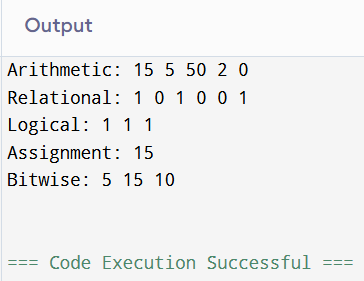 Output
Arithmetic: 15 5 50 2 0
Relational: 1 0 1 0 0 1
Logical: 1 1 1
Assignment: 15
Bitwise: 5 15 10
=== Code Execution Successful ===